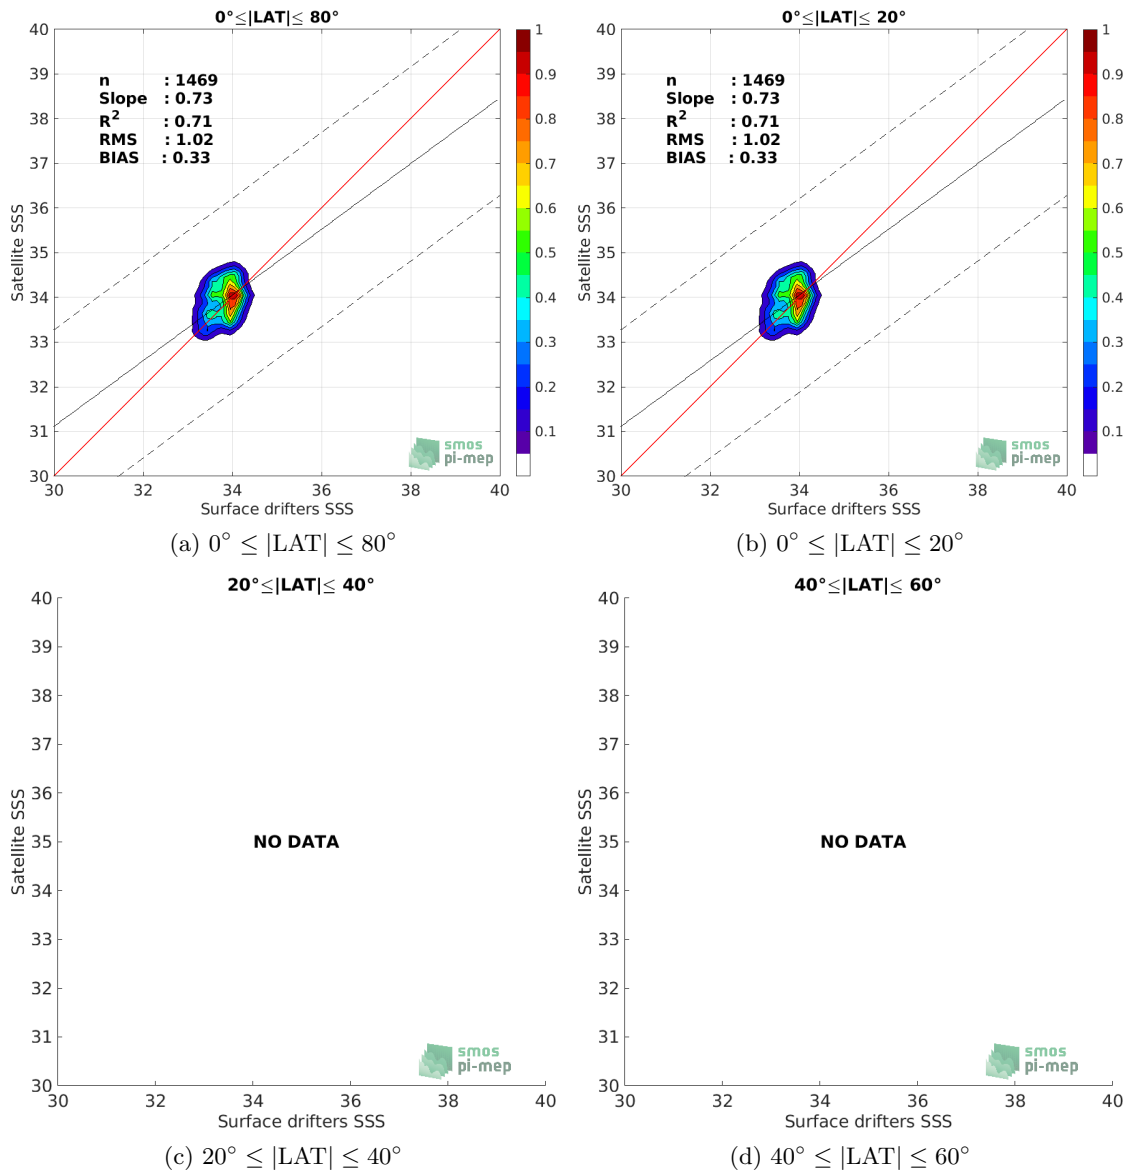 0°≤|LAT|≤ 80°
40
39
38
37
36
35
34
33
32
31
30
30 32 34 36 38 40
Satellite SSS
Surface drifters SSS
n : 1469
Slope : 0.73
R2 : 0.71
RMS : 1.02
BIAS : 0.33
1
0.9
0.8
0.7
0.6
0.5
0.4
0.3
0.2
0.1
smos
pi-mep
(a) 0° ≤ |LAT| ≤ 80°
0°≤|LAT|≤ 20°
40
39
38
37
36
35
34
33
32
31
30
30 32 34 36 38 40
Satellite SSS
Surface drifters SSS
n : 1469
Slope : 0.73
R2 : 0.71
RMS : 1.02
BIAS : 0.33
1
0.9
0.8
0.7
0.6
0.5
0.4
0.3
0.2
0.1
smos
pi-mep
(b) 0° ≤ |LAT| ≤ 20°
20°≤|LAT|≤ 40°
40
39
38
37
36
35
34
33
32
31
30
30 32 34 36 38 40
Satellite SSS
Surface drifters SSS
NO DATA
smos
pi-mep
(c) 20° ≤ |LAT| ≤ 40°
40°≤|LAT|≤ 60°
40
39
38
37
36
35
34
33
32
31
30
30 32 34 36 38 40
Satellite SSS
Surface drifters SSS
NO DATA
smos
pi-mep
(d) 40° ≤ |LAT| ≤ 60°